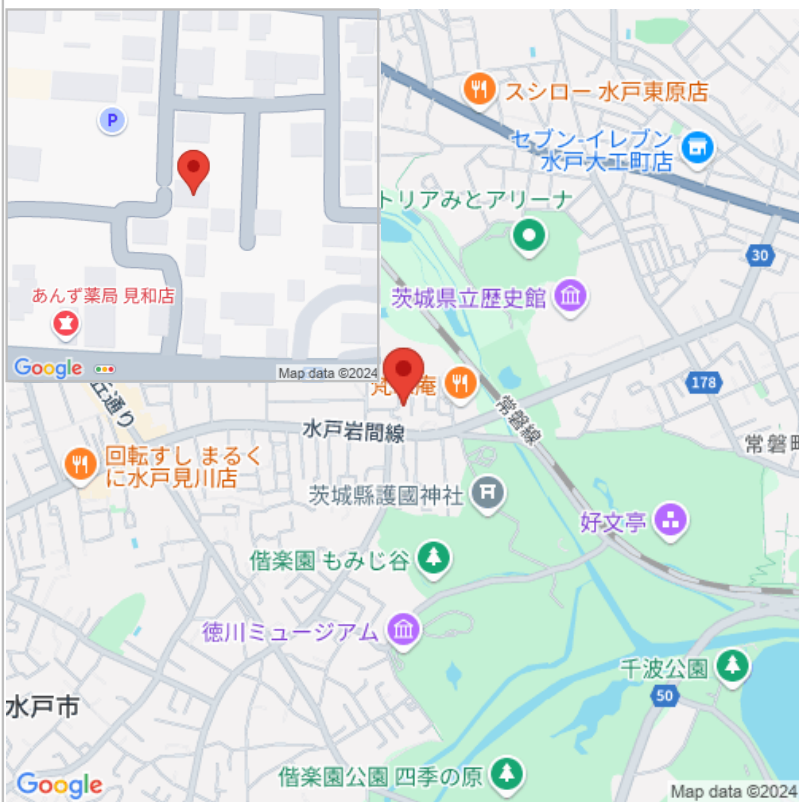 P
あんず薬局 見和店
Google
Map data ©2024
スシロー 水戸東原店
セブン-イレブン
水戸大工町店
トリアみとアリーナ
30
茨城県立歴史館
178
庵
丘通り
水戸岩間線
常磐線
常磐町
回転すし まるく
に水戸見川店
茨城縣護國神社
好文亭
偕楽園 もみじ谷
徳川ミュージアム
千波公園
50
水戸市
偕楽園公園 四季の原
Google
Map data ©2024